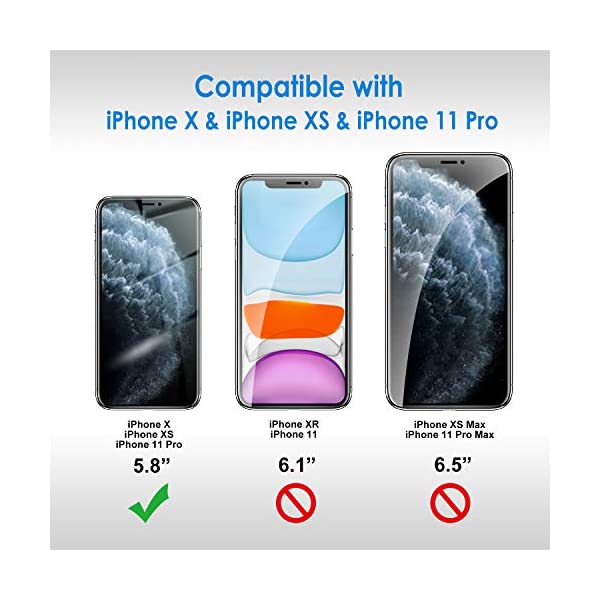 Compatible with
iPhone X & iPhone XS & iPhone 11 Pro
iPhone X
iPhone XS
iPhone 11 Pro
5.8”
iPhone XR
iPhone 11
6.1”
iPhone XS Max
iPhone 11 Pro Max
6.5”